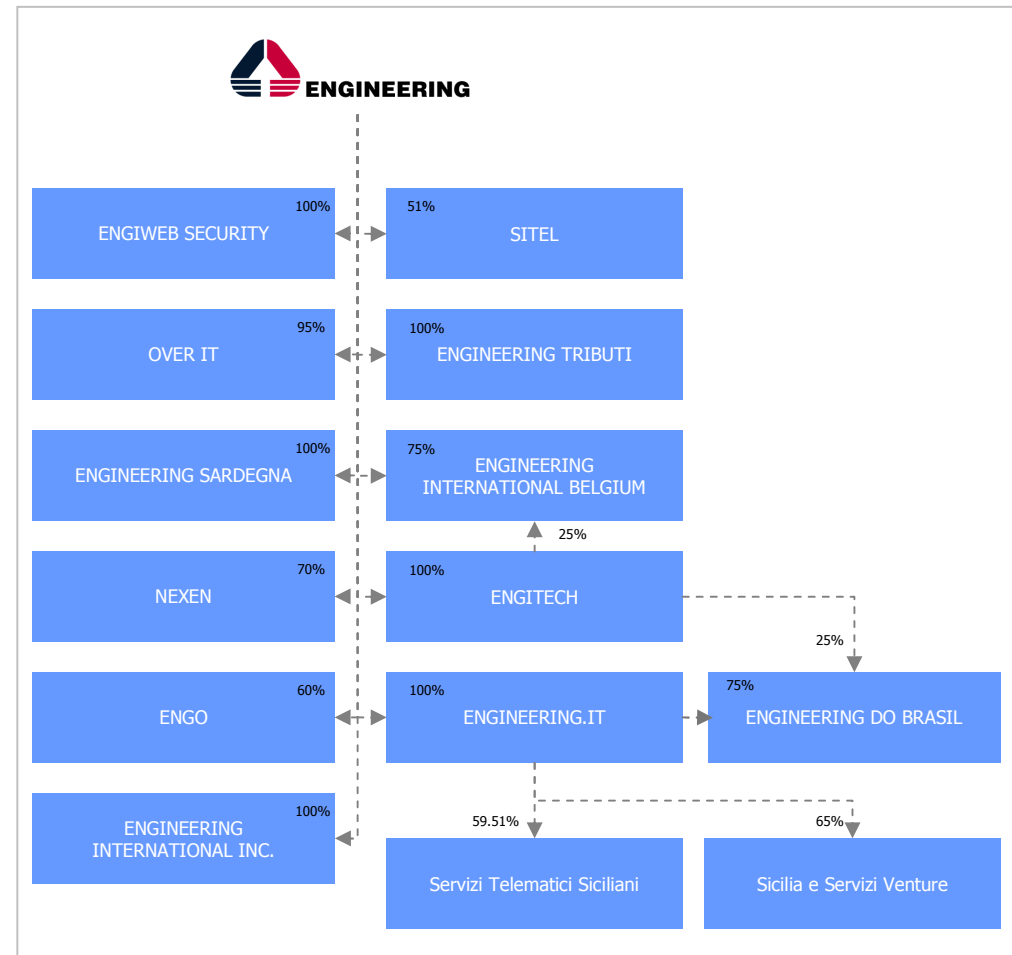 ENGINEERING
100%
ENGIWEB SECURITY
51%
SITEL
95%
OVER IT
100%
ENGINEERING TRIBUTI
100%
ENGINEERING SARDEGNA
75%
ENGINEERING
INTERNATIONAL BELGIUM
25%
70%
NEXEN
100%
ENGITECH
25%
60%
ENGO
100%
ENGINEERING.IT
75%
ENGINEERING DO BRASIL
100%
ENGINEERING
INTERNATIONAL INC.
59.51%
Servizi Telematici Siciliani
65%
Sicilia e Servizi Venture